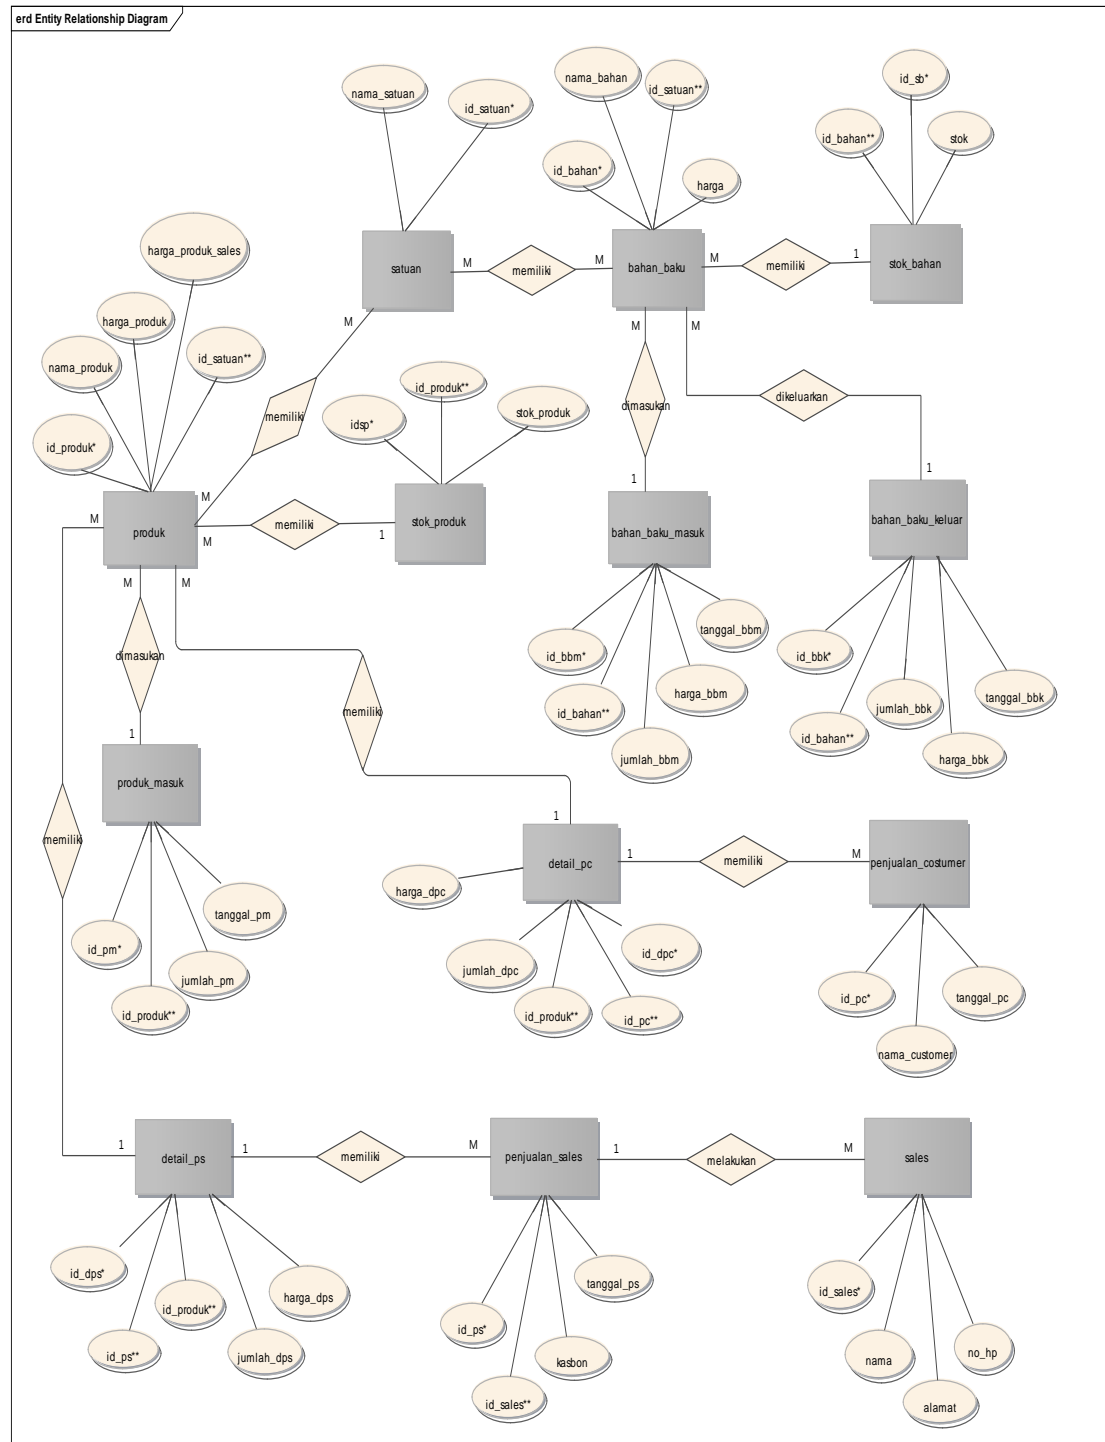 erd Entity Relationship Diagram
nama_satuan
id_satuan*
nama_bahan
id_satuan**
id_bahan*
harga
id_sb*
id_bahan**
stok
satuan
M
memiliki
M
bahan_baku
M
memiliki
1
stok_bahan
harga_produk_sales
harga_produk
nama_produk
id_satuan**
id_produk*
M
memiliki
M
idsp*
id_produk**
stok_produk
M
dimasukan
1
M
dikeluarkan
1
M
produk
M
memiliki
1
stok_produk
bahan_baku_masuk
bahan_baku_keluar
M
dimasukan
1
M
memiliki
1
id_bbm*
id_bahan**
jumlah_bbm
harga_bbm
tanggal_bbm
id_bbk*
id_bahan**
jumlah_bbk
harga_bbk
tanggal_bbk
produk_masuk
memiliki
id_pm*
id_produk**
jumlah_pm
tanggal_pm
harga_dpc
detail_pc
1
memiliki
M
penjualan_costumer
jumlah_dpc
id_produk**
id_pc**
id_dpc*
id_pc*
nama_customer
tanggal_pc
1
detail_ps
1
memiliki
M
penjualan_sales
1
melakukan
M
sales
id_dps*
id_ps**
id_produk**
jumlah_dps
harga_dps
id_ps*
id_sales**
kasbon
tanggal_ps
id_sales*
nama
alamat
no_hp